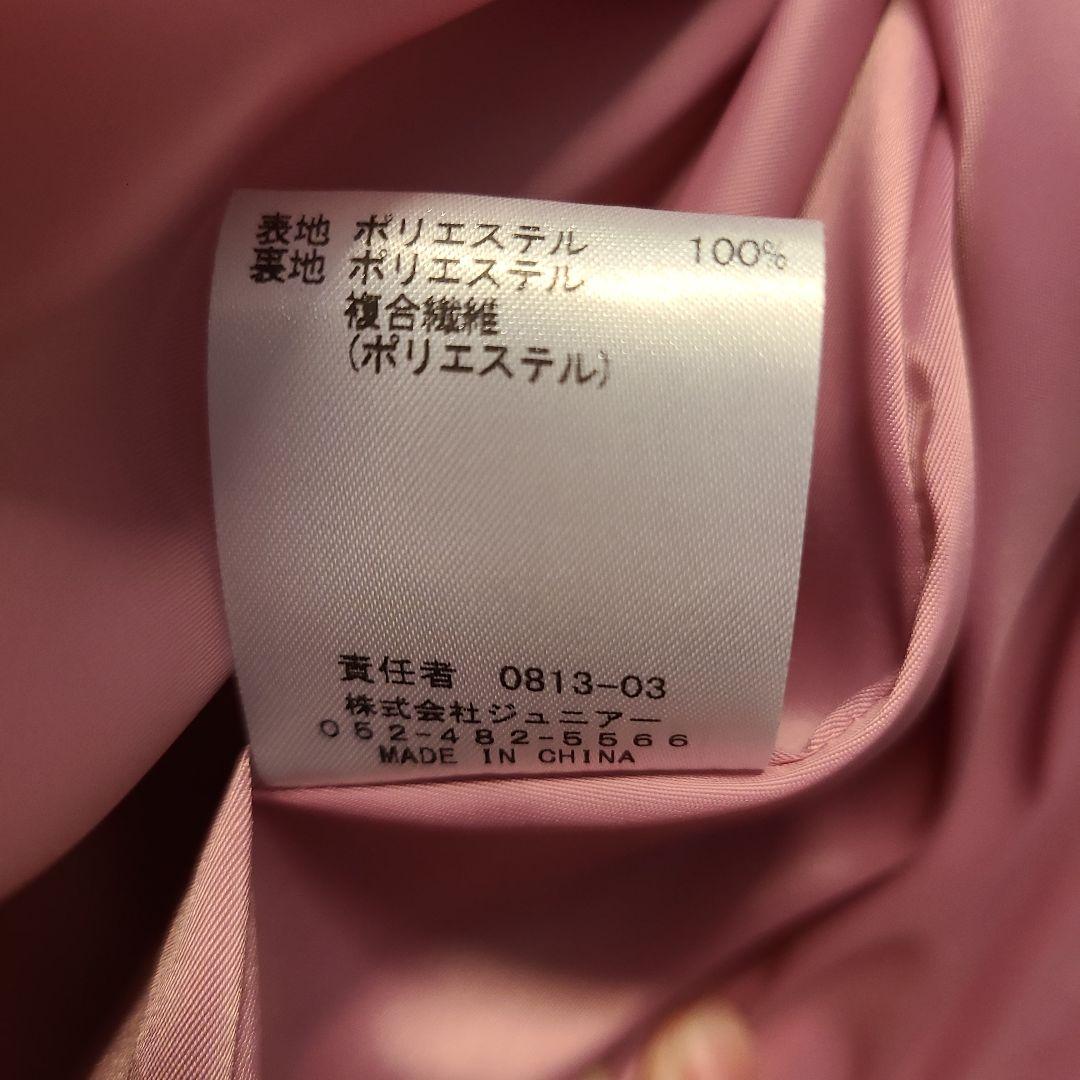 表地 ポリエステル 100%
裏地 ポリエステル
複合繊維
(ポリエステル)
責任者 0813-03
株式会社ジュニアー
052-482-5566
MADE IN CHINA